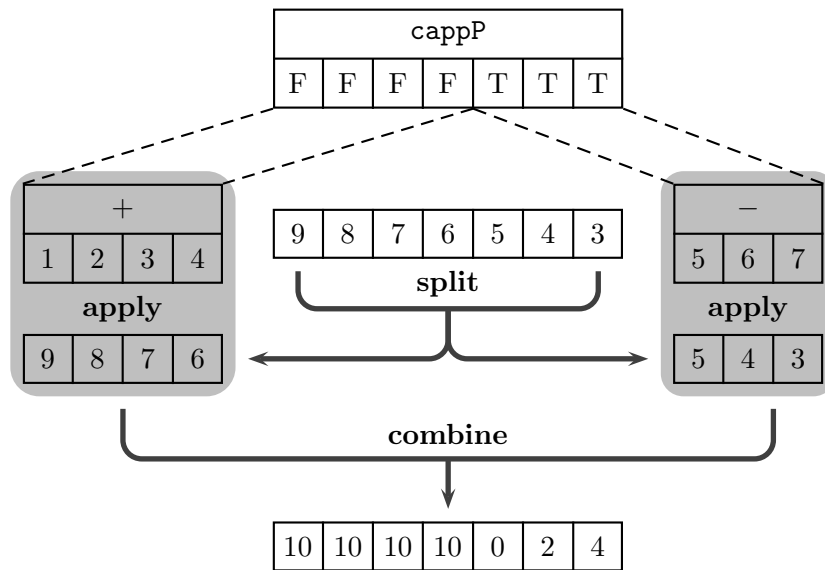 cappP
F F F F T T T
+ −
9 8 7 6 5 4 3
1 2 3 4 5 6 7
split
apply apply
9 8 7 6 5 4 3
combine
10 10 10 10 0 2 4